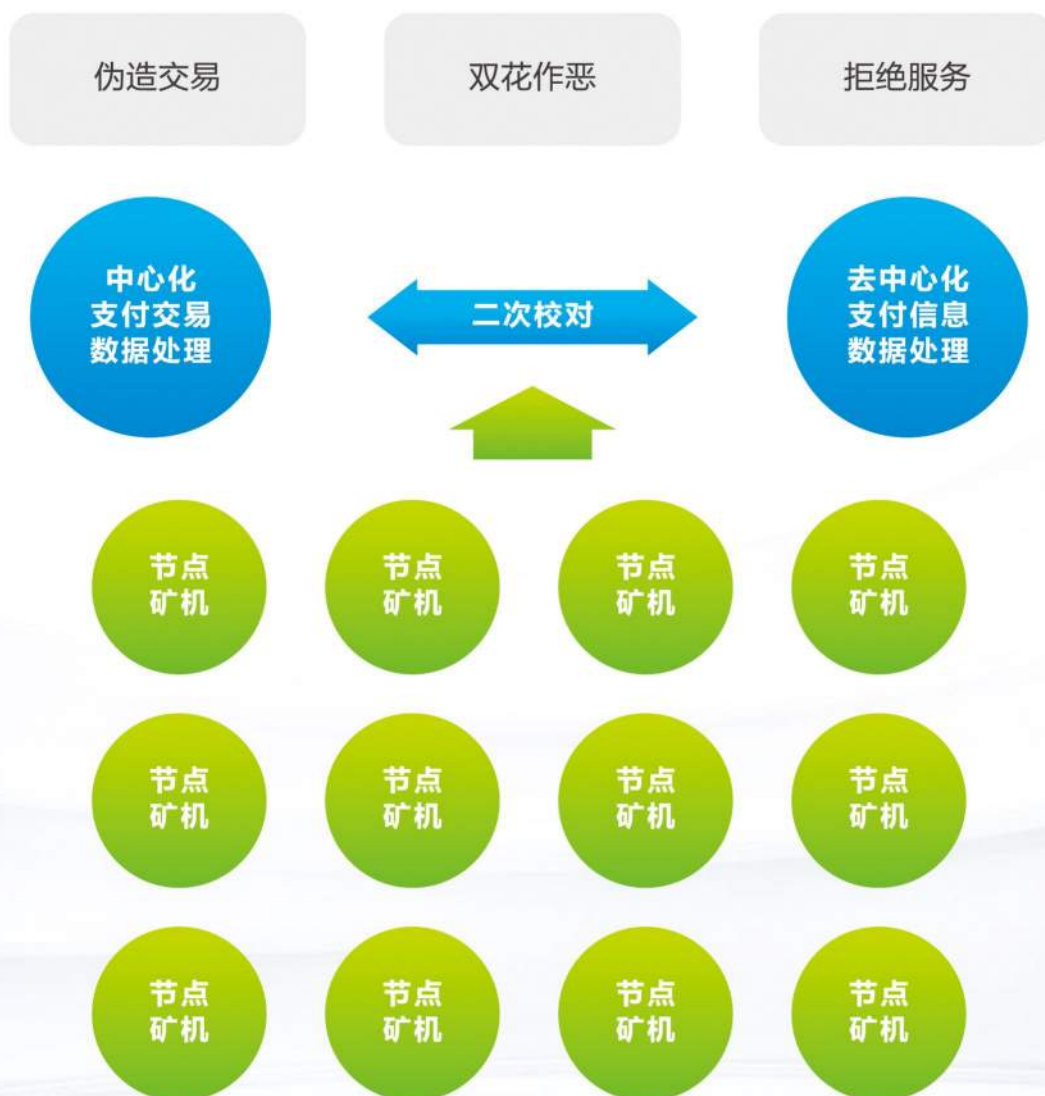 伪造交易
双花作恶
拒绝服务
中心化
支付交易
数据处理
二次校对
去中心化
支付信息
数据处理
节点
矿机
节点
矿机
节点
矿机
节点
矿机
节点
矿机
节点
矿机
节点
矿机
节点
矿机
节点
矿机
节点
矿机
节点
矿机
节点
矿机